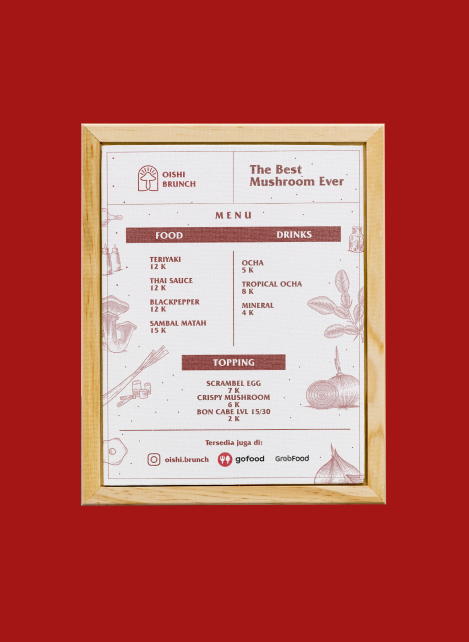 OISHI
BRUNCH
The Best
Mushroom Ever
MENU
FOOD
DRINKS
TERIYAKI
12 K
THAI SAUCE
12 K
BLACKPEPPER
12 K
SAMBAL MATAH
15 K
OCHA
5 K
TROPICAL OCHA
8 K
MINERAL
4 K
TOPPING
SCRAMBEL EGG
7 K
CRISPY MUSHROOM
6 K
BON CABE LVL 15/30
2 K
Tersedia juga di:
oishi.brunch gofood GrabFood